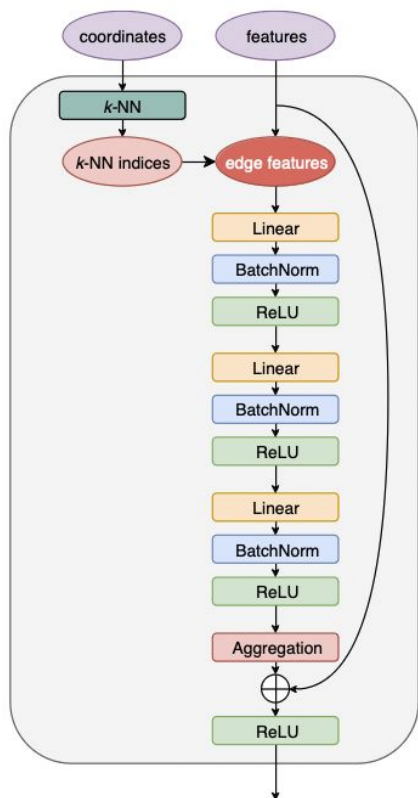 coordinates
features
k-NN
k-NN indices
edge features
Linear
BatchNorm
ReLU
Linear
BatchNorm
ReLU
Linear
BatchNorm
ReLU
Aggregation
ReLU